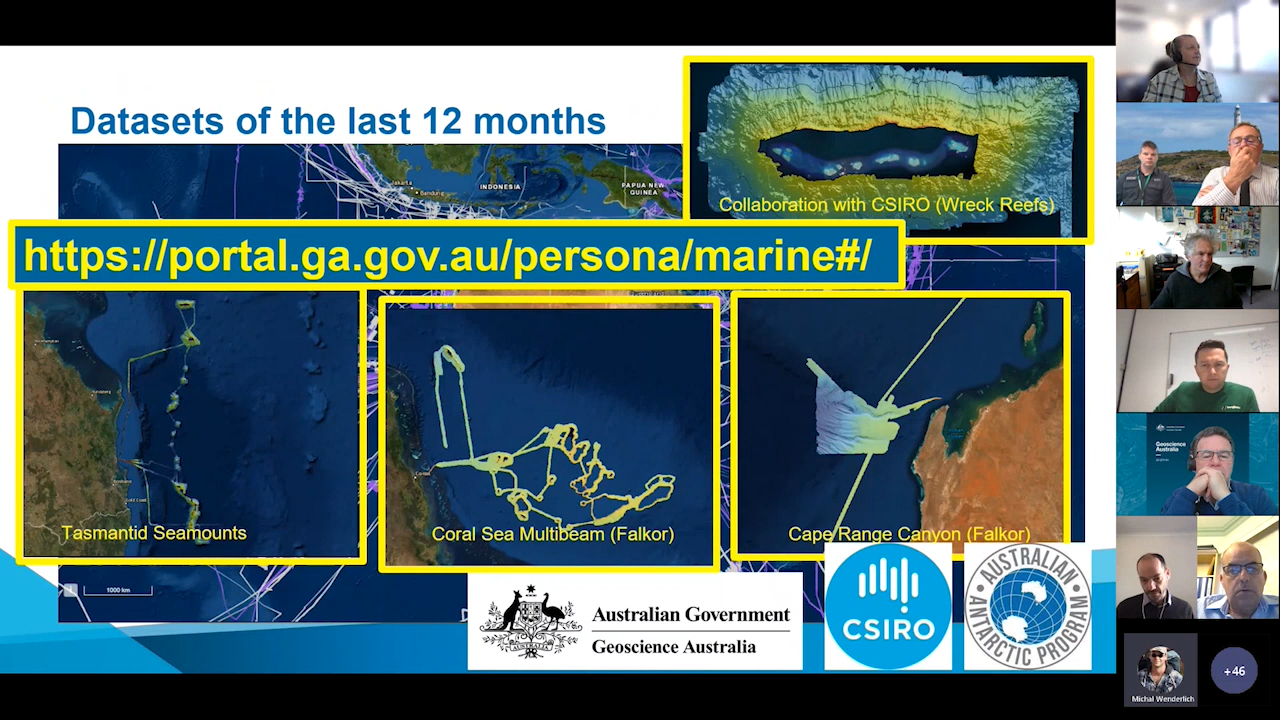 Datasets of the last 12 months
Jakarta
Bandung
INDONESIA
PAPUA NEW
GUINEA
Collaboration with CSIRO (Wreck Reefs)
https://portal.ga.gov.au/persona/marine#/
Tasmantid Seamounts
Coral Sea Multibeam (Falkor)
Cape Range Canyon (Falkor)
1000 km
Australian Government
Geoscience Australia
CSIRO
AUSTRALIAN
ANTARCTIC PROGRAM
Geoscience
Australia
Michal Wenderlich
+46